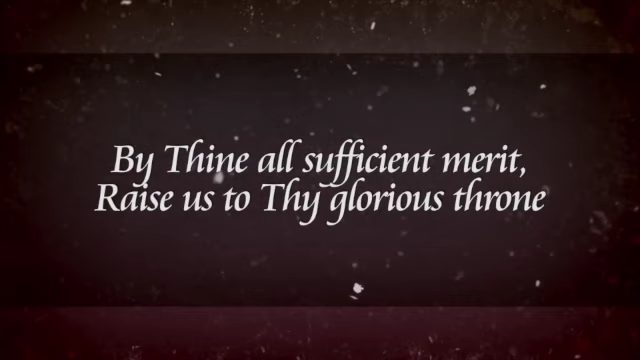 By Thine all sufficient merit,
Raise us to Thy glorious throne